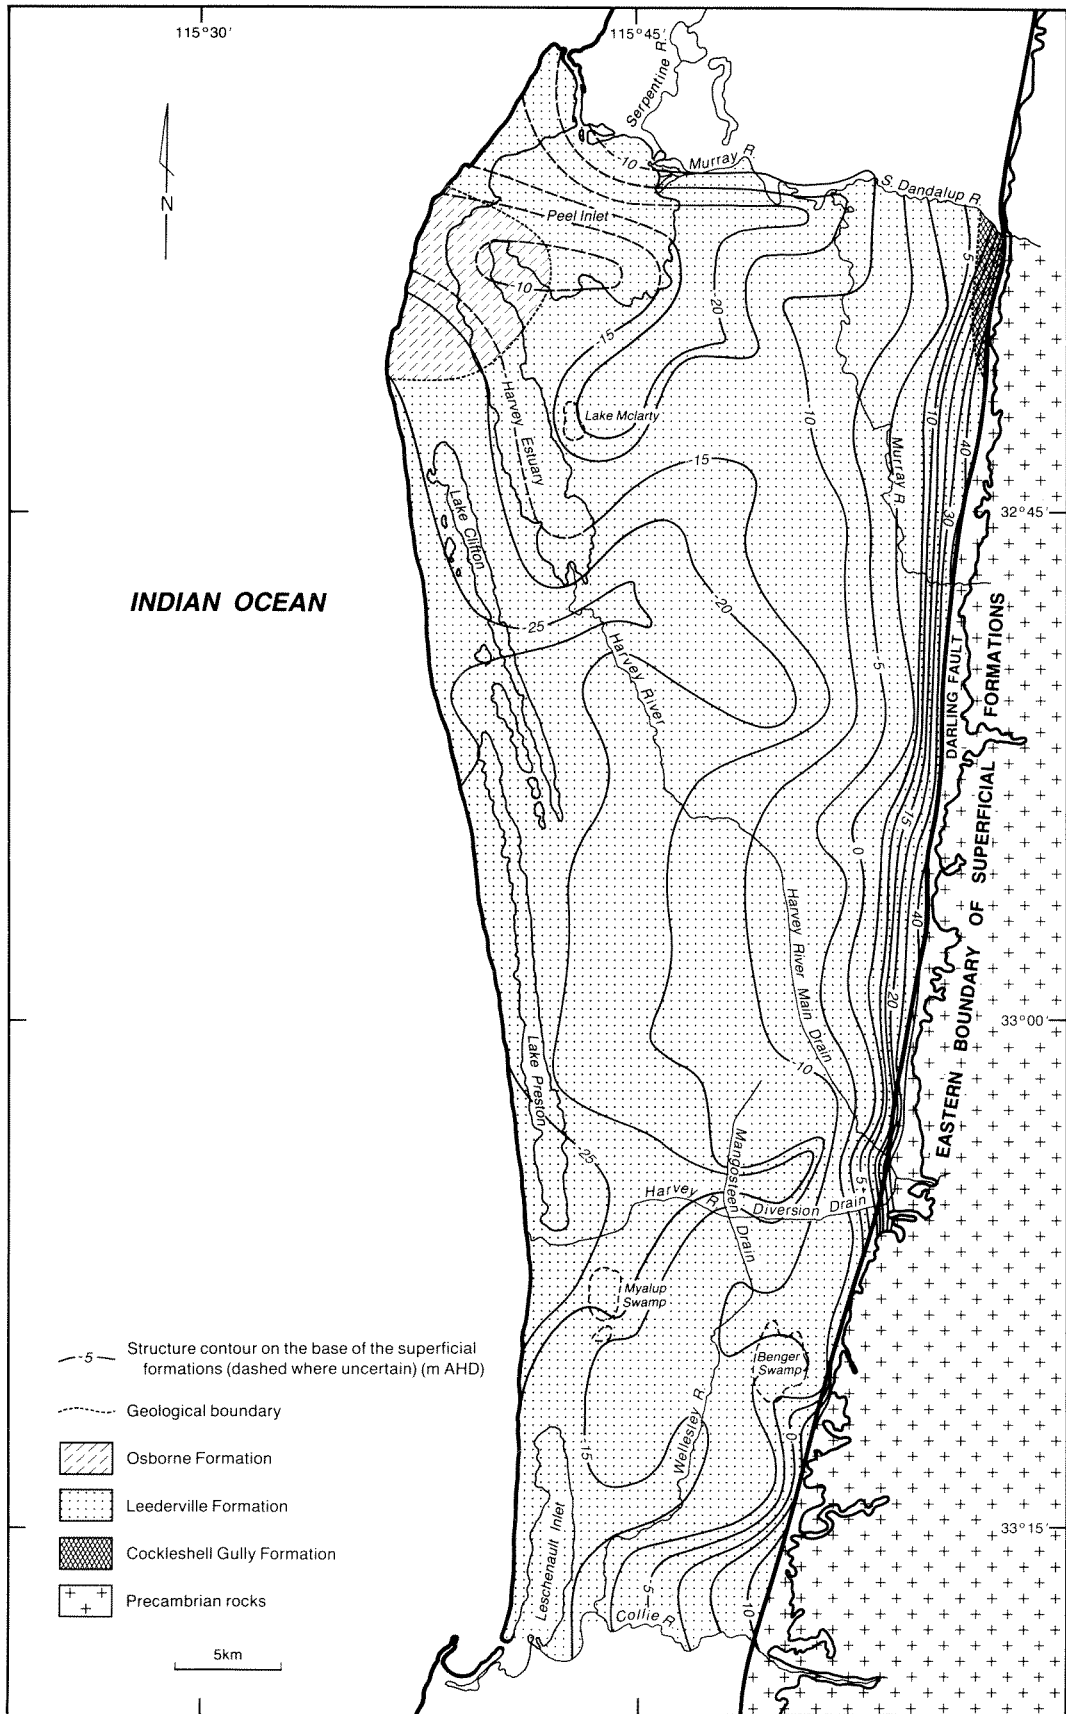 115°30'
115°45'
Serpentine R.
Murray R.
S. Dandalup R.
N
-10
Peel Inlet
5
-10
-20
-15
Harvey Estuary
Lake Mclarty
-10
-10
40
Murray R.
-15
30
32°45'
Lake Clifton
INDIAN OCEAN
-20
-25
Harvey River
-5
DARLING FAULT
EASTERN BOUNDARY OF SUPERFICIAL FORMATIONS
15
0
Harvey River Main Drain
40
20
33°00'
Lake Preston
-10
Mangosteen Drain
-25
5
Harvey R. Diversion Drain
Myalup
Swamp
Benger
Swamp
Wellesley R.
0
-15
Leschenault Inlet
33°15'
-5
10
Collie R.
-5
Structure contour on the base of the superficial
formations (dashed where uncertain) (m AHD)
Geological boundary
Osborne Formation
Leederville Formation
Cockleshell Gully Formation
Precambrian rocks
5km